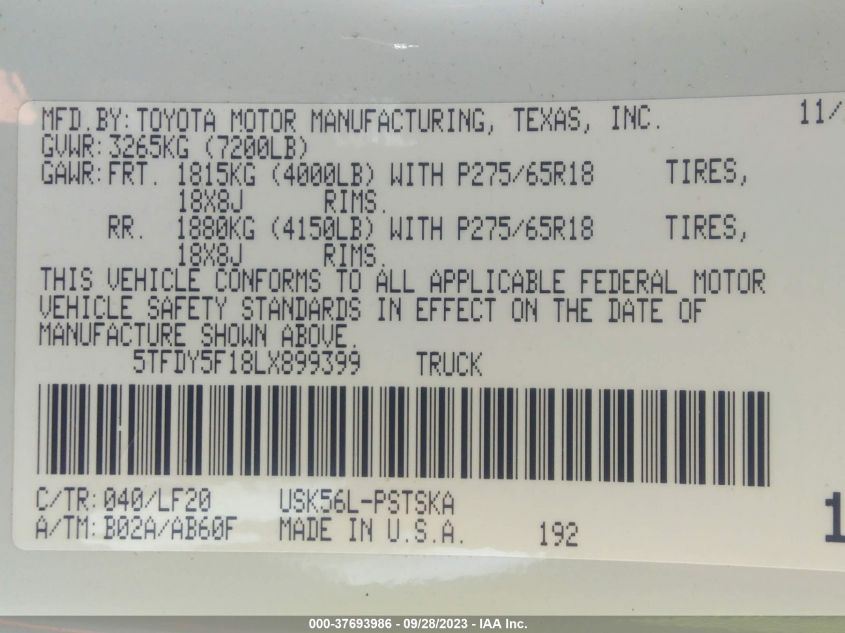 MFD.BY: TOYOTA MOTOR MANUFACTURING, TEXAS, INC. 11/
GVWR: 3265KG (7200LB)
GAWR: FRT. 1815KG (4000LB) WITH P275/65R18 TIRES,
18X8J RIMS.
RR. 1880KG (4150LB) WITH P275/65R18 TIRES,
18X8J RIMS.
THIS VEHICLE CONFORMS TO ALL APPLICABLE FEDERAL MOTOR
VEHICLE SAFETY STANDARDS IN EFFECT ON THE DATE OF
MANUFACTURE SHOWN ABOVE.
5TFDY5F18LX899399 TRUCK
C/TR: 040/LF20 USK56L-PSTSKA
A/TM: B02A/AB60F MADE IN U.S.A. 192 1
000-37693986 - 09/28/2023 - IAA Inc.